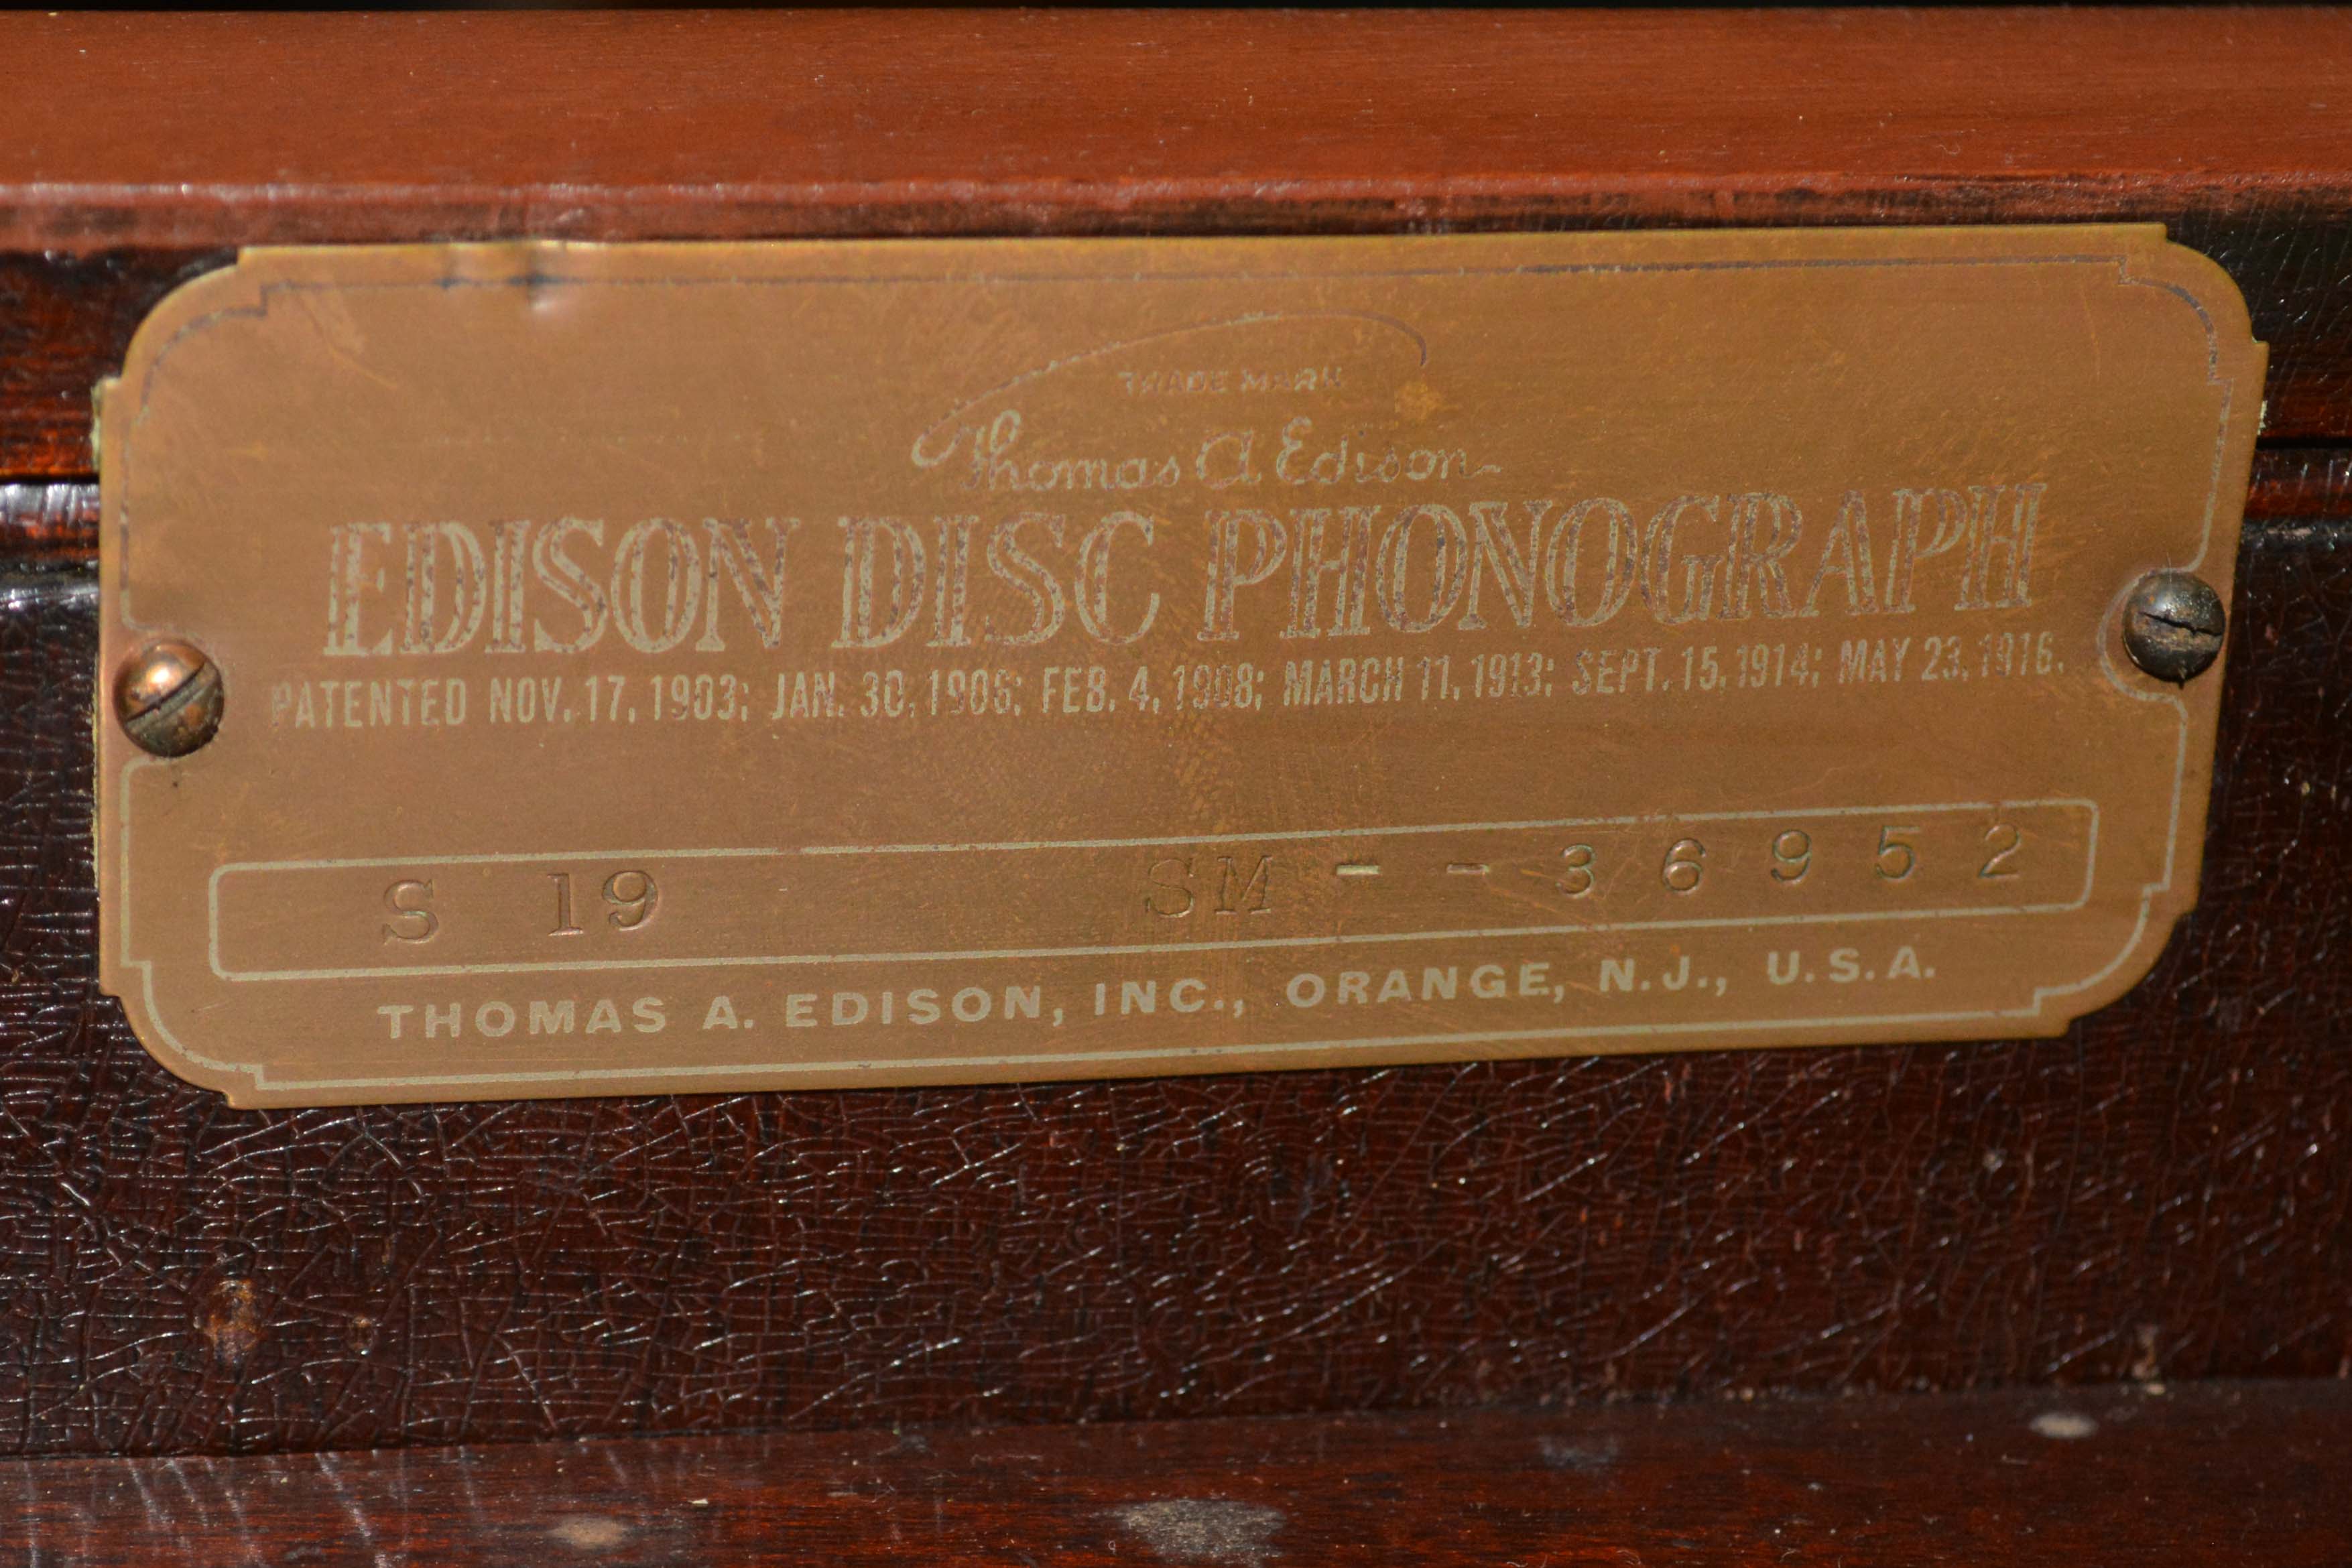 TRADE MARK
Thomas A Edison
EDISON DISC PHONOGRAPH
PATENTED NOV. 17, 1903; JAN. 30, 1906; FEB. 4, 1908; MARCH 11, 1913; SEPT. 15, 1914; MAY 23, 1916.
S 19 SM - - 36952
THOMAS A. EDISON, INC., ORANGE, N.J., U.S.A.